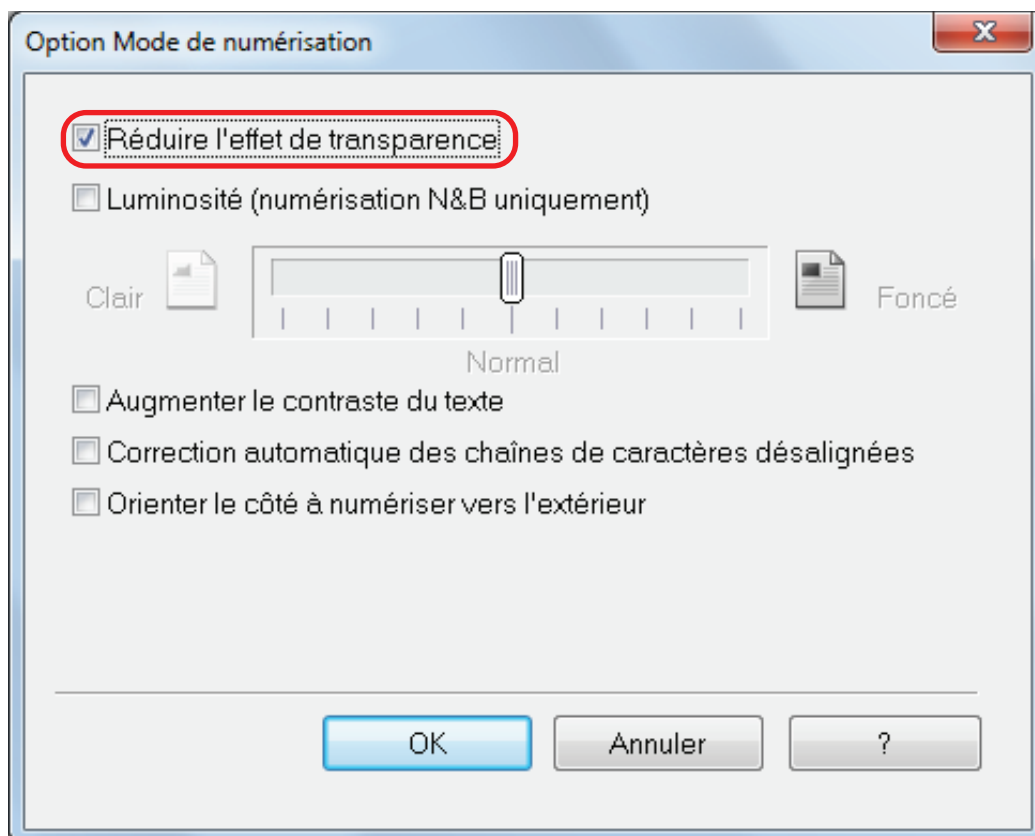 Option Mode de numérisation
Réduire l'effet de transparence
Luminosité (numérisation N&B uniquement)
Clair
Foncé
Normal
Augmenter le contraste du texte
Correction automatique des chaînes de caractères désalignées
Orienter le côté à numériser vers l'extérieur
OK Annuler ?